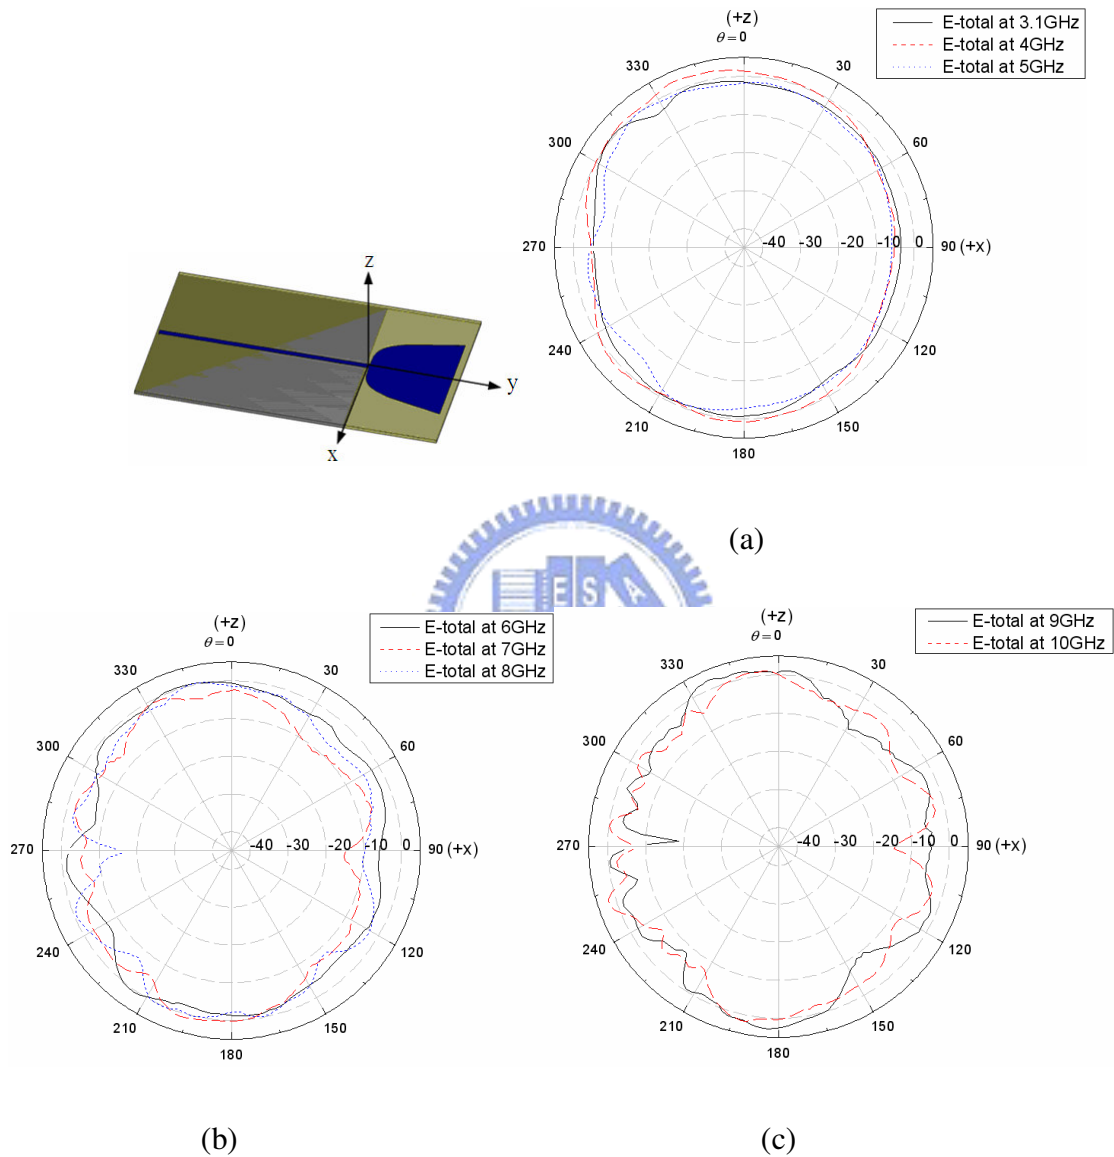 (+z)
θ = 0
E-total at 3.1GHz
E-total at 4GHz
E-total at 5GHz
330
30
300
60
270
-40
-30
-20
-10
0
90 (+x)
240
120
210
150
180
z
y
x
(a)
E S A
(+z)
θ = 0
E-total at 6GHz
E-total at 7GHz
E-total at 8GHz
330
30
300
60
270
-40
-30
-20
-10
0
90 (+x)
240
120
210
150
180
(b)
(+z)
θ = 0
E-total at 9GHz
E-total at 10GHz
330
30
300
60
270
-40
-30
-20
-10
0
90 (+x)
240
120
210
150
180
(c)